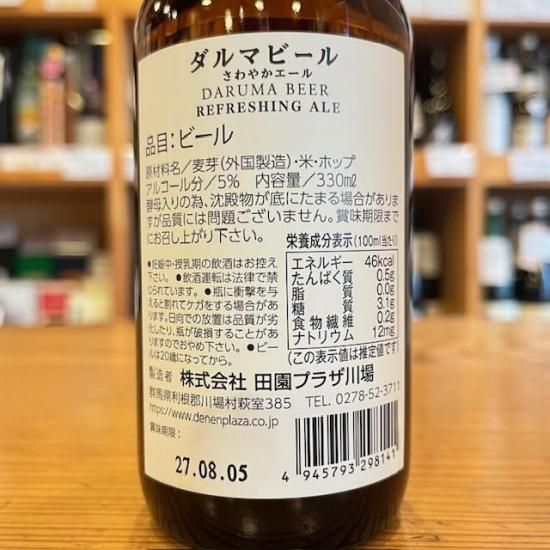 ダルマビール
さわやかエール
DARUMA BEER
REFRESHING ALE
品目:ビール
原材料名/麦芽(外国製造)・米・ホップ
アルコール分/5% 内容量/330mℓ
酵母入りの為、沈殿物が底にたまる場合がありま
すが品質には問題ございません。賞味期限まで
にお召し上がり下さい。
●妊娠中・授乳期の飲酒はお控え
下さい。●飲酒運転は法律で禁
じられています。●瓶に衝撃を与
えると割れてケガをする場合があ
ります。日向での放置は品質が劣
化したり、瓶が破損することがあ
りますのでおやめ下さい。●ビー
ルは20歳になってから。
栄養成分表示(100ml当たり)
エネルギー 46kcal
たんぱく質 0.5g
脂質 0.0g
糖質 3.1g
食物繊維 0.2g
ナトリウム 12mg
(この表示値は推定値です)
製造者 株式会社 田園プラザ川場
群馬県利根郡川場村萩室385 TEL. 0278-52-3711
https://www.denenplaza.co.jp
賞味期限:
27.08.05
4 945793 298141